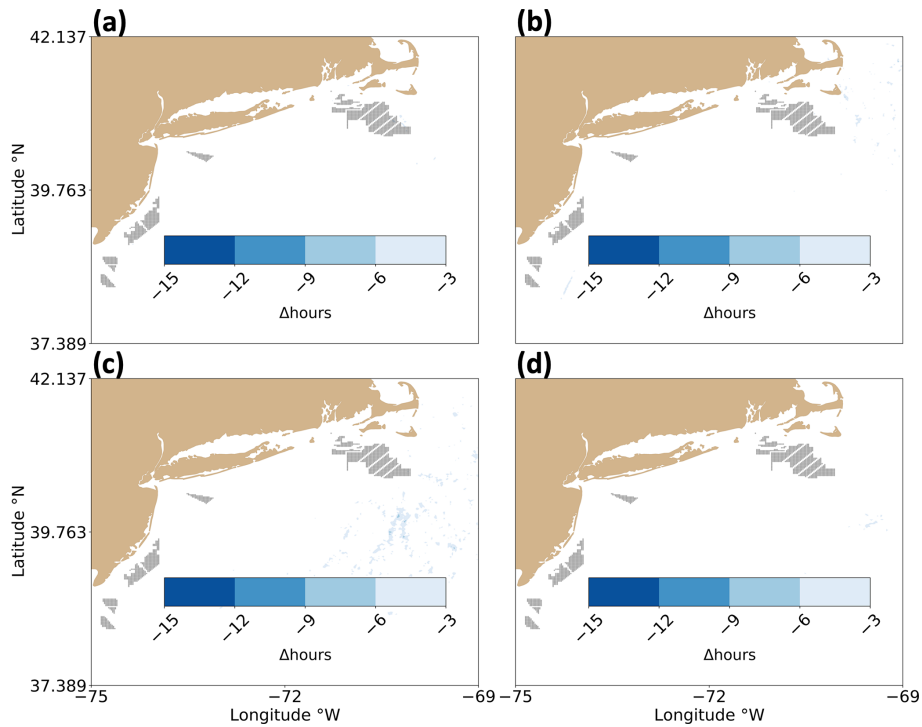 (a)
(b)
42.137
Latitude °N
39.763
−15
−12
−9
−6
−3
Δhours
−15
−12
−9
−6
−3
Δhours
37.389
(c)
(d)
42.137
Latitude °N
39.763
−15
−12
−9
−6
−3
Δhours
−15
−12
−9
−6
−3
Δhours
37.389
−75
−72
−69
−75
−72
−69
Longitude °W
Longitude °W